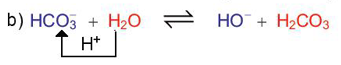 b) HCO₃⁻ + H₂O ⇌ HO⁻ + H₂CO₃
H⁺